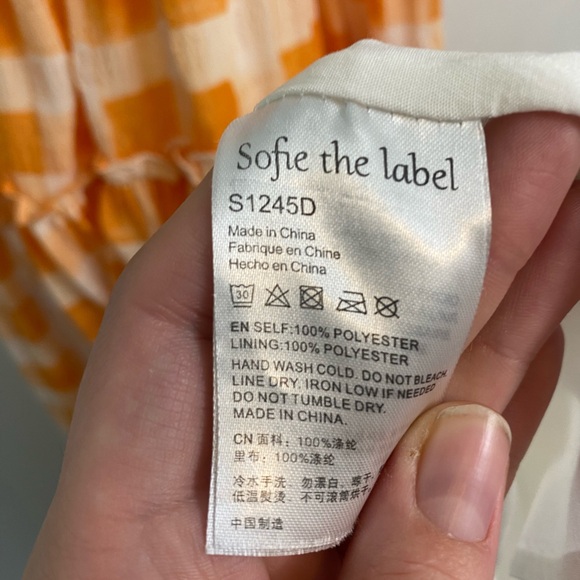 Sofie the label
S1245D
Made in China
Fabrique en Chine
Hecho en China
30
EN SELF:100% POLYESTER
LINING:100% POLYESTER
HAND WASH COLD. DO NOT BLEACH.
LINE DRY. IRON LOW IF NEEDED
DO NOT TUMBLE DRY.
MADE IN CHINA.
CN 面料：100%涤纶
里布：100%涤纶
冷水手洗. 勿漂白.
低温熨烫. 不可滚筒烘干
中国制造